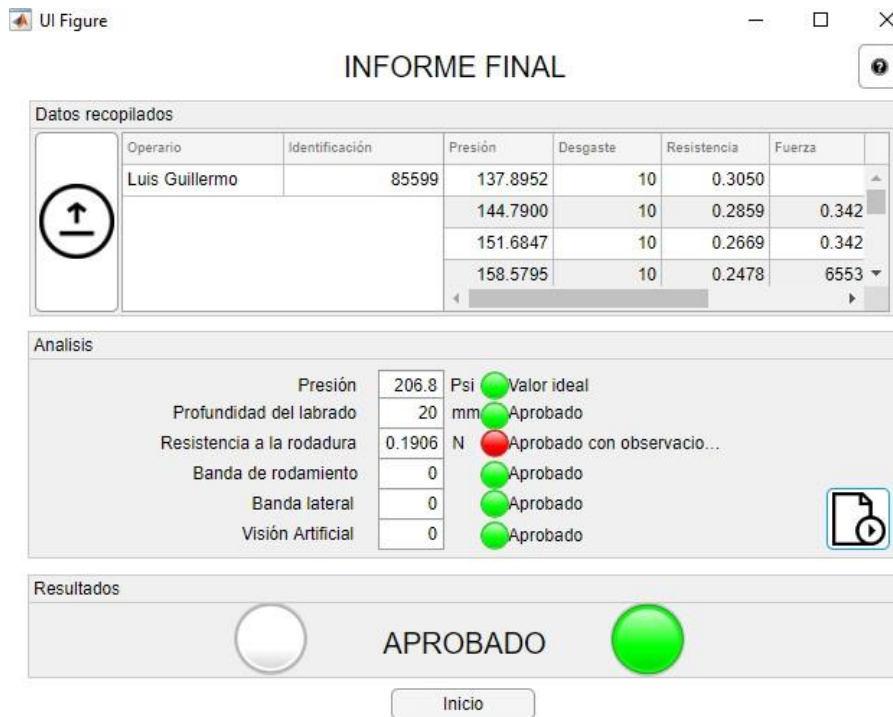 UI Figure
INFORME FINAL
Datos recopilados
Operario Identificación Presión Desgaste Resistencia Fuerza
Luis Guillermo 85599 137.8952 10 0.3050
144.7900 10 0.2859 0.342
151.6847 10 0.2669 0.342
158.5795 10 0.2478 6553
Analisis
Presión 206.8 Psi Valor ideal
Profundidad del labrado 20 mm Aprobado
Resistencia a la rodadura 0.1906 N Aprobado con observacio...
Banda de rodamiento 0 Aprobado
Banda lateral 0 Aprobado
Visión Artificial 0 Aprobado
Resultados
APROBADO
Inicio